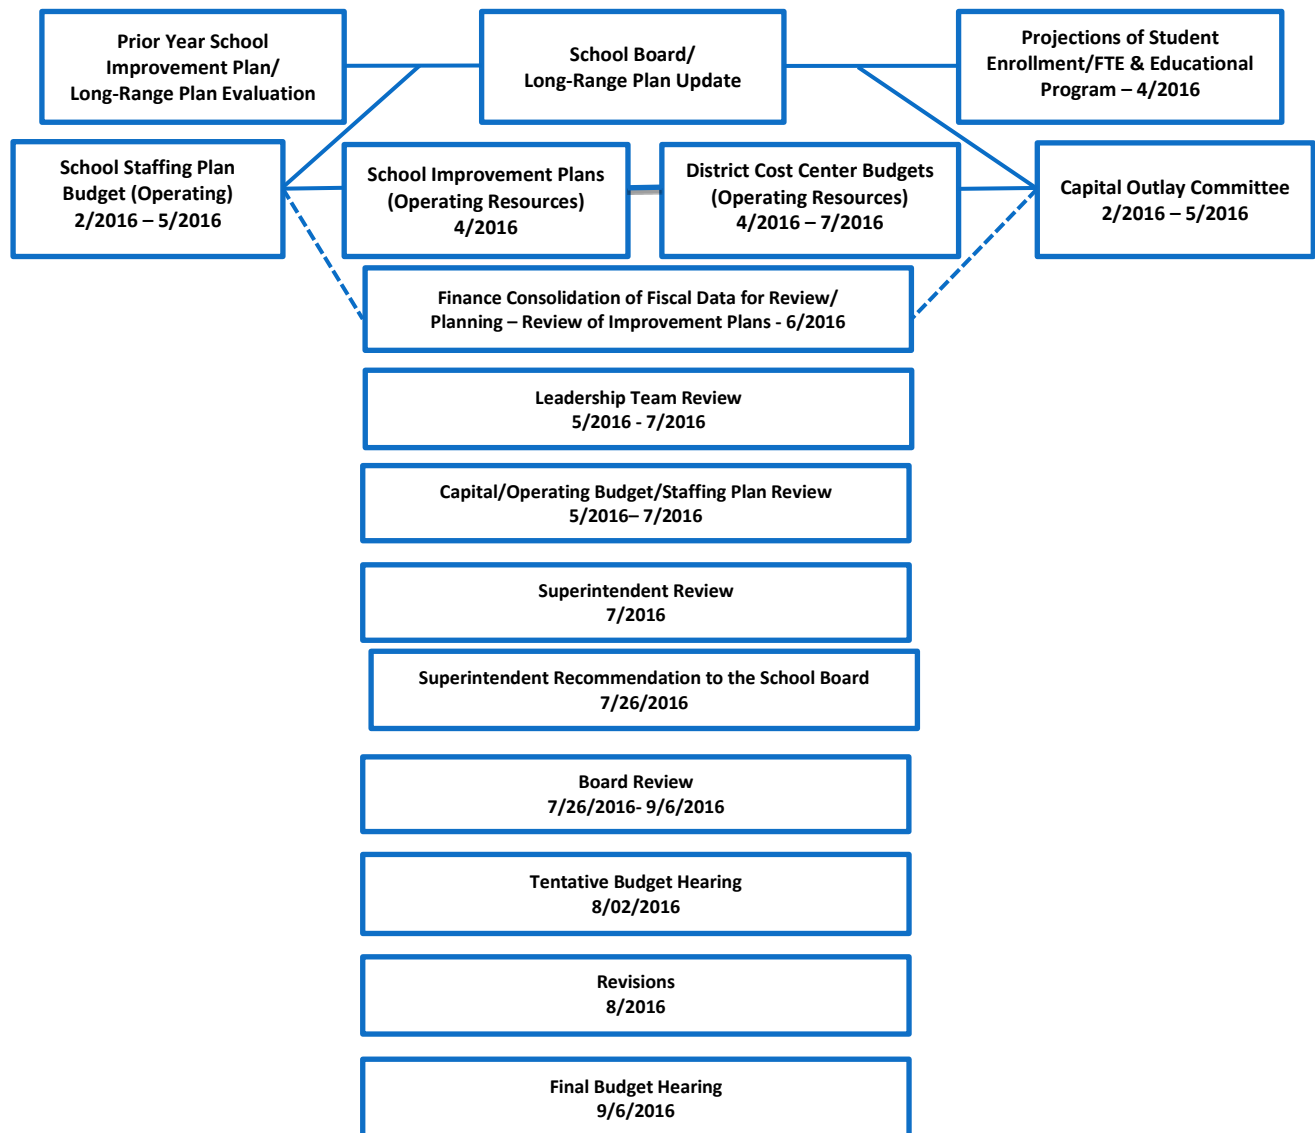 Prior Year School
Improvement Plan/
Long-Range Plan Evaluation
School Board/
Long-Range Plan Update
Projections of Student
Enrollment/FTE & Educational
Program – 4/2016
School Staffing Plan
Budget (Operating)
2/2016 – 5/2016
School Improvement Plans
(Operating Resources)
4/2016
District Cost Center Budgets
(Operating Resources)
4/2016 – 7/2016
Capital Outlay Committee
2/2016 – 5/2016
Finance Consolidation of Fiscal Data for Review/
Planning – Review of Improvement Plans - 6/2016
Leadership Team Review
5/2016 - 7/2016
Capital/Operating Budget/Staffing Plan Review
5/2016– 7/2016
Superintendent Review
7/2016
Superintendent Recommendation to the School Board
7/26/2016
Board Review
7/26/2016- 9/6/2016
Tentative Budget Hearing
8/02/2016
Revisions
8/2016
Final Budget Hearing
9/6/2016